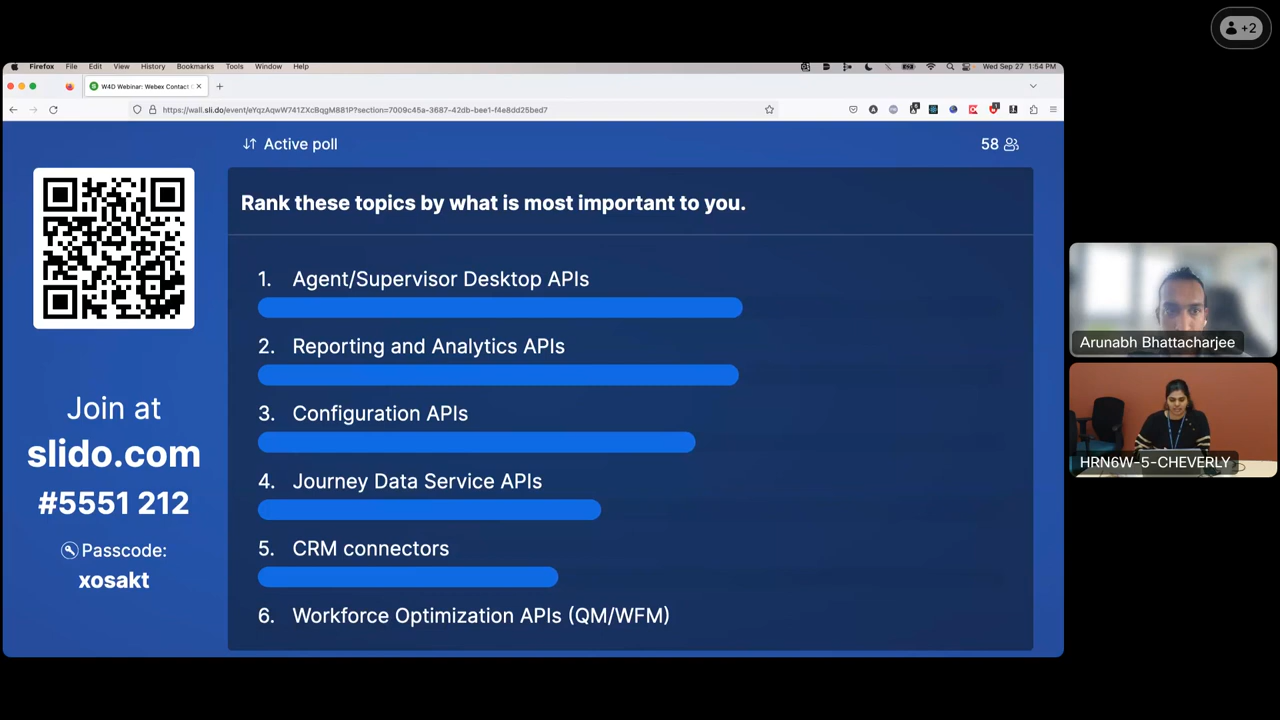 +2
Firefox File Edit View History Bookmarks Tools Window Help
Wed Sep 27 1:54 PM
W4D Webinar: Webex Contact
Active poll
58
Rank these topics by what is most important to you.
1. Agent/Supervisor Desktop APIs
2. Reporting and Analytics APIs
3. Configuration APIs
4. Journey Data Service APIs
5. CRM connectors
6. Workforce Optimization APIs (QM/WFM)
Join at
slido.com
#5551 212
Passcode:
xosakt
Arunabh Bhattacharjee
HRN6W-5-CHEVERLY